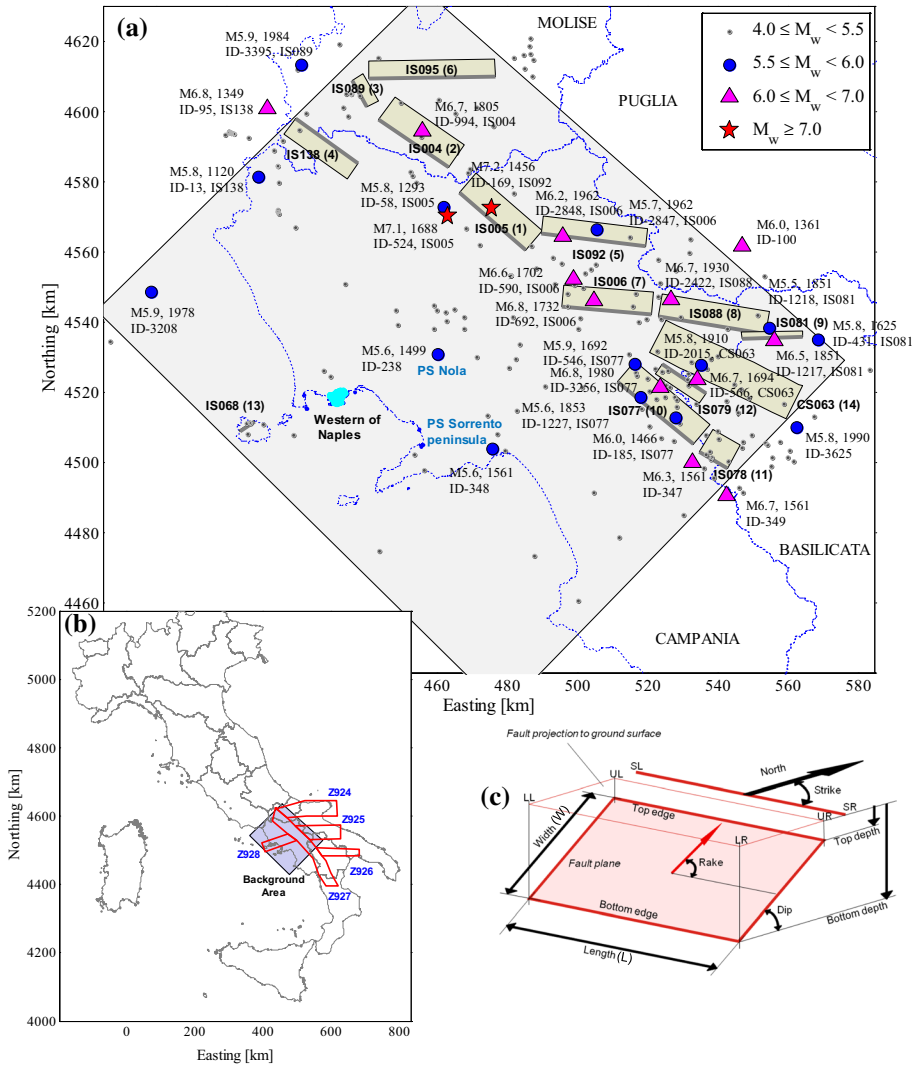 (a)
MOLISE
PUGLIA
BASILICATA
CAMPANIA
4.0 ≤ M_w < 5.5
5.5 ≤ M_w < 6.0
6.0 ≤ M_w < 7.0
M_w ≥ 7.0
M5.9, 1984
ID-3395, IS089
M6.8, 1349
ID-95, IS138
IS095 (6)
IS089 (3)
M6.7, 1805
ID-994, IS004
IS004 (2)
IS138 (4)
M5.8, 1120
ID-13, IS138
M5.8, 1293
ID-58, IS005
M7.2, 1456
ID-169, IS092
M7.1, 1688
ID-524, IS005
IS005 (1)
M6.2, 1962
ID-2848, IS006
M5.7, 1962
ID-2847, IS006
M6.0, 1361
ID-100
IS092 (5)
M6.6, 1702
ID-590, IS006
IS006 (7)
M6.7, 1930
ID-2422, IS088
M5.5, 1851
ID-1218, IS081
M5.9, 1978
ID-3208
M6.8, 1732
ID-692, IS006
IS088 (8)
IS081 (9)
M5.8, 1625
ID-431, IS081
M5.8, 1910
ID-2015, CS063
M6.5, 1851
ID-1217, IS081
M5.6, 1499
ID-238
PS Nola
M5.9, 1692
ID-546, IS077
M6.8, 1980
ID-3256, IS077
M6.7, 1694
ID-566, CS063
IS068 (13)
Western of
Naples
PS Sorrento
peninsula
M5.6, 1853
ID-1227, IS077
IS077 (10)
IS079 (12)
CS063 (14)
M5.8, 1990
ID-3625
M6.0, 1466
ID-185, IS077
IS078 (11)
M5.6, 1561
ID-348
M6.3, 1561
ID-347
M6.7, 1561
ID-349
4620
4600
4580
4560
4540
4520
4500
4480
4460
Northing [km]
460
480
500
520
540
560
580
Easting [km]
(b)
5200
5000
4800
4600
4400
4200
4000
Northing [km]
Z924
Z925
Z928
Z926
Z927
Background
Area
0
200
400
600
800
Easting [km]
(c)
Fault projection to ground surface
SL
UL
LL
North
Strike
SR
UR
LR
Width (W)
Top edge
Top depth
Rake
Fault plane
Dip
Bottom edge
Bottom depth
Length (L)